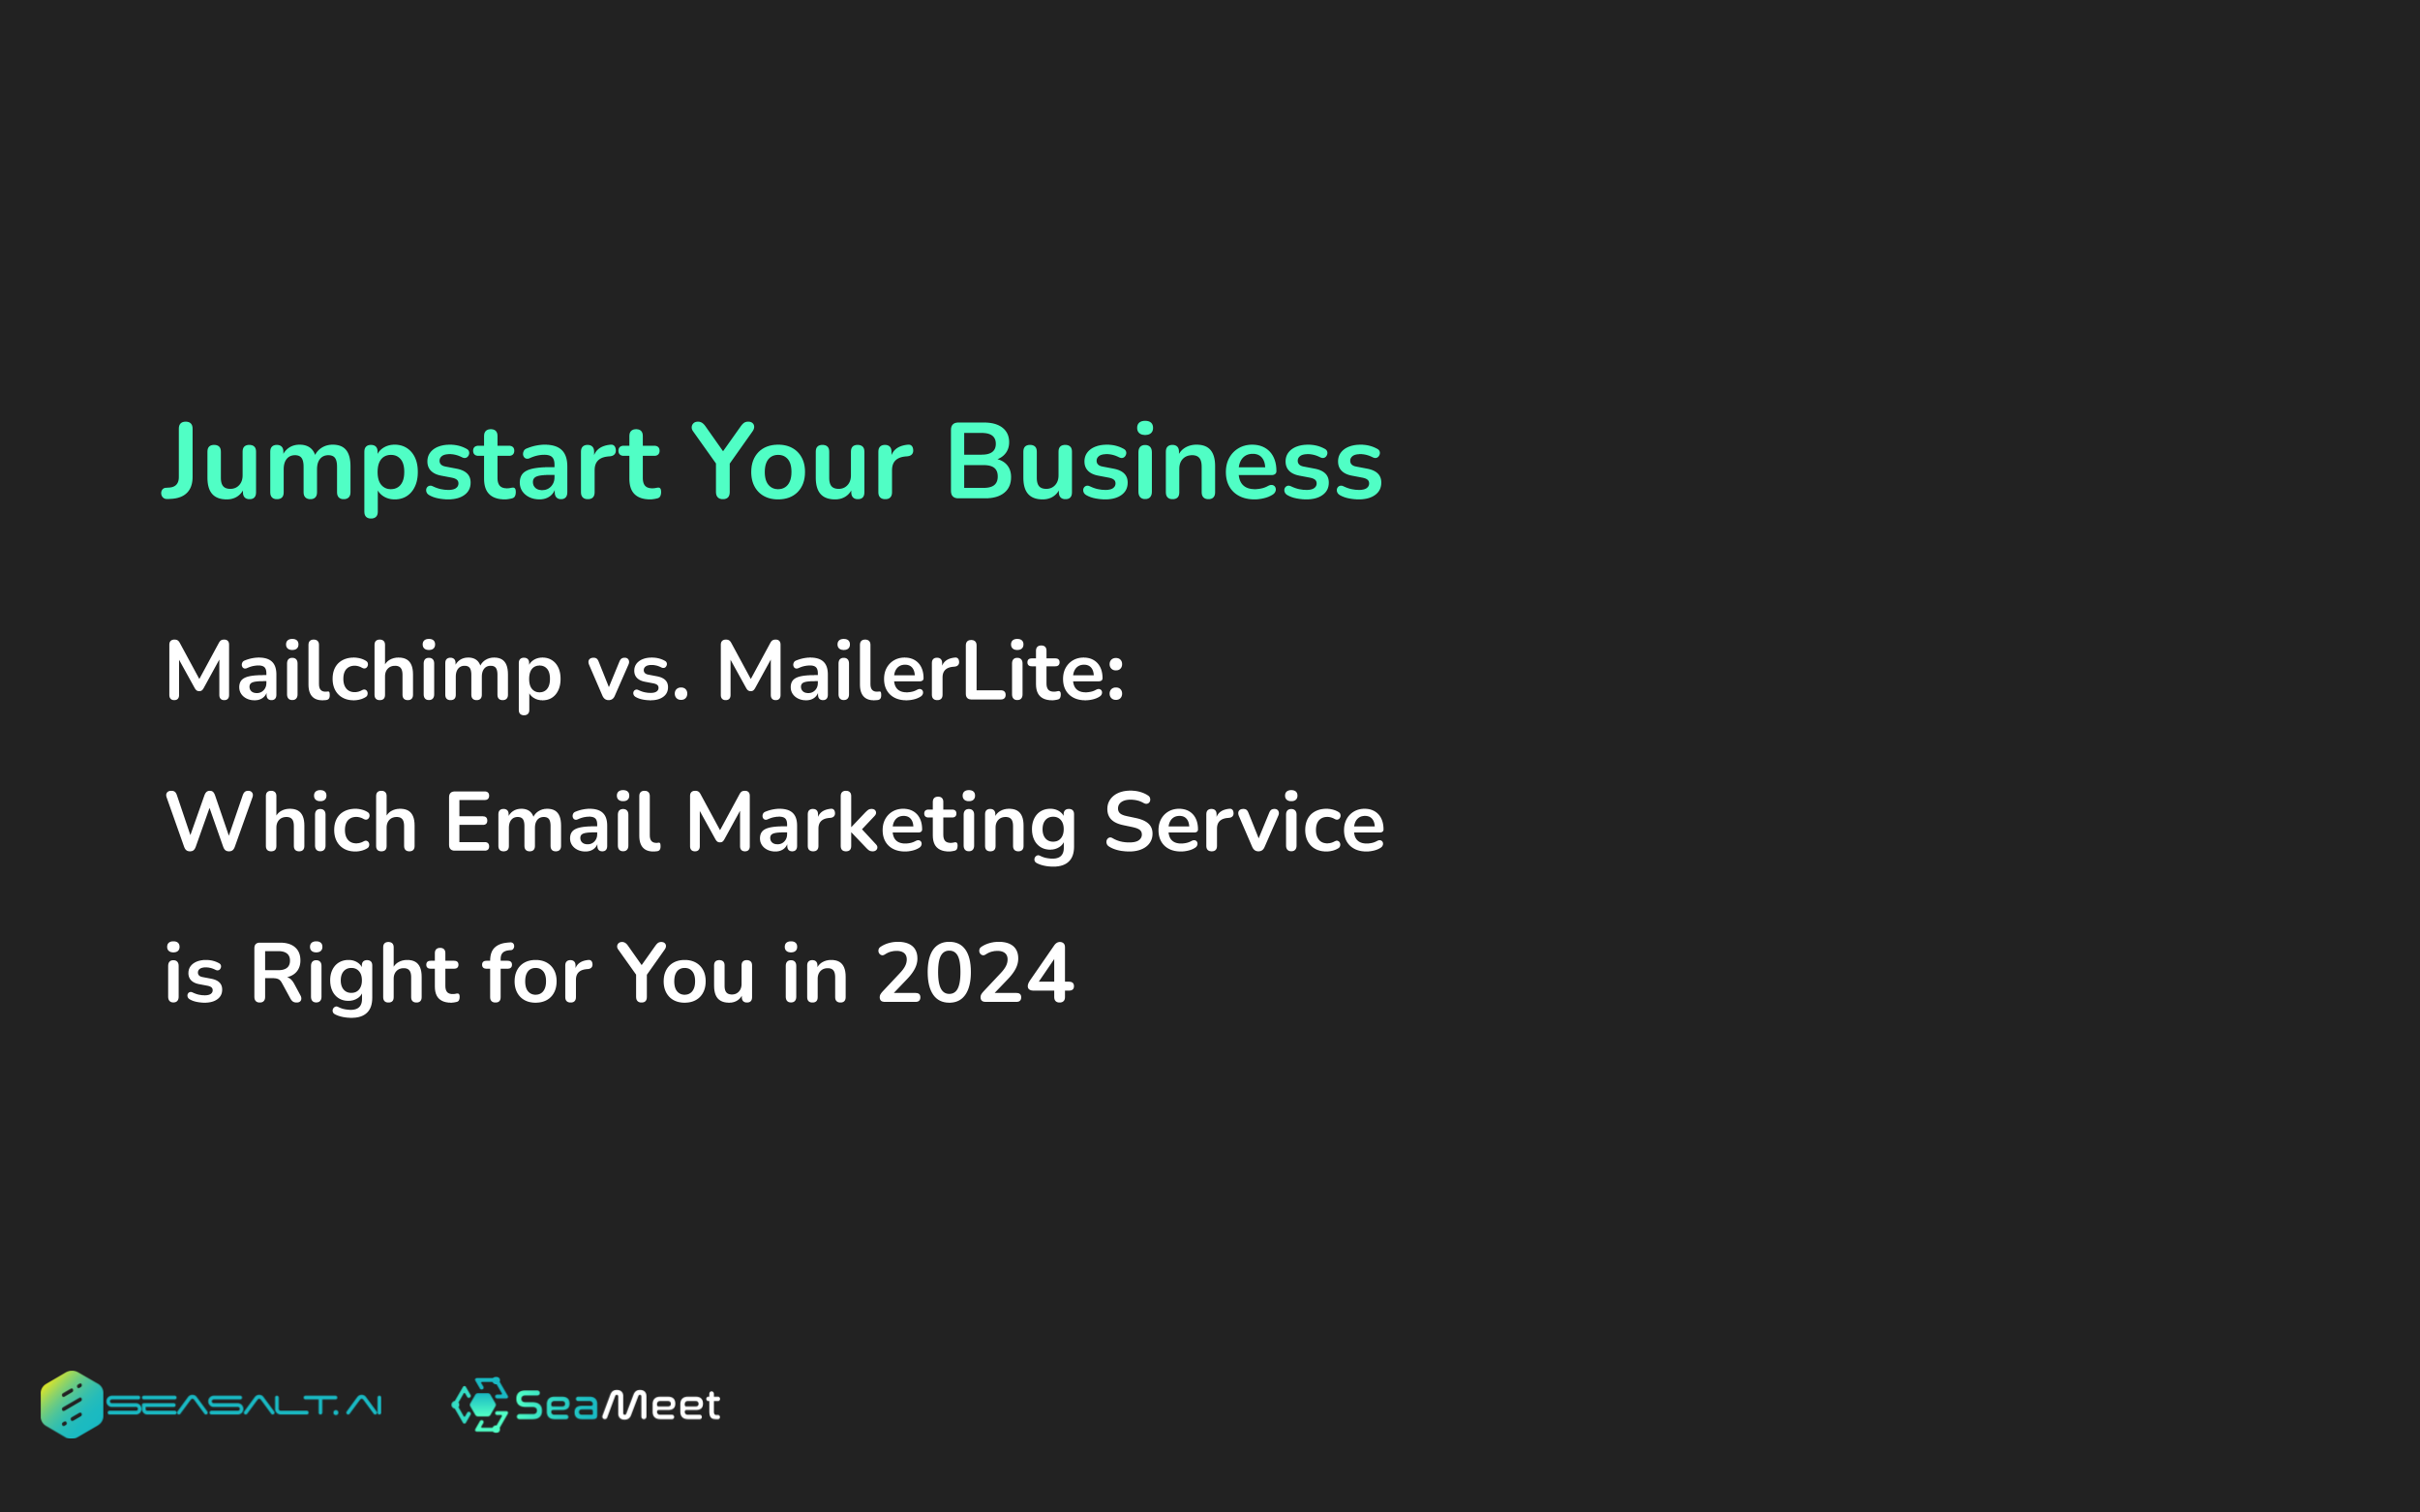 Jumpstart Your Business
Mailchimp vs. MailerLite:
Which Email Marketing Service
is Right for You in 2024
SEASALT.AI
SeaMeet